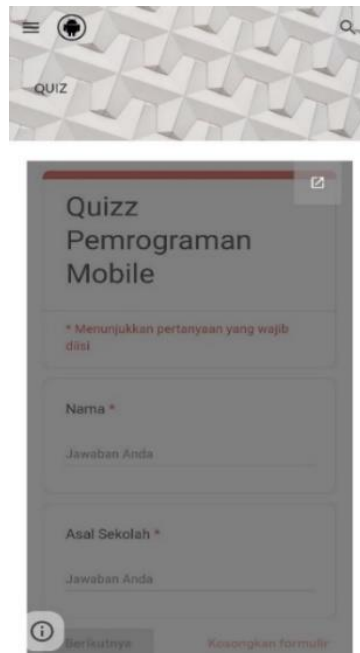 QUIZ
Quizz
Pemrograman
Mobile
* Menunjukkan pertanyaan yang wajib
diisi
Nama *
Jawaban Anda
Asal Sekolah *
Jawaban Anda
Berikutnya
Kosongkan formulir